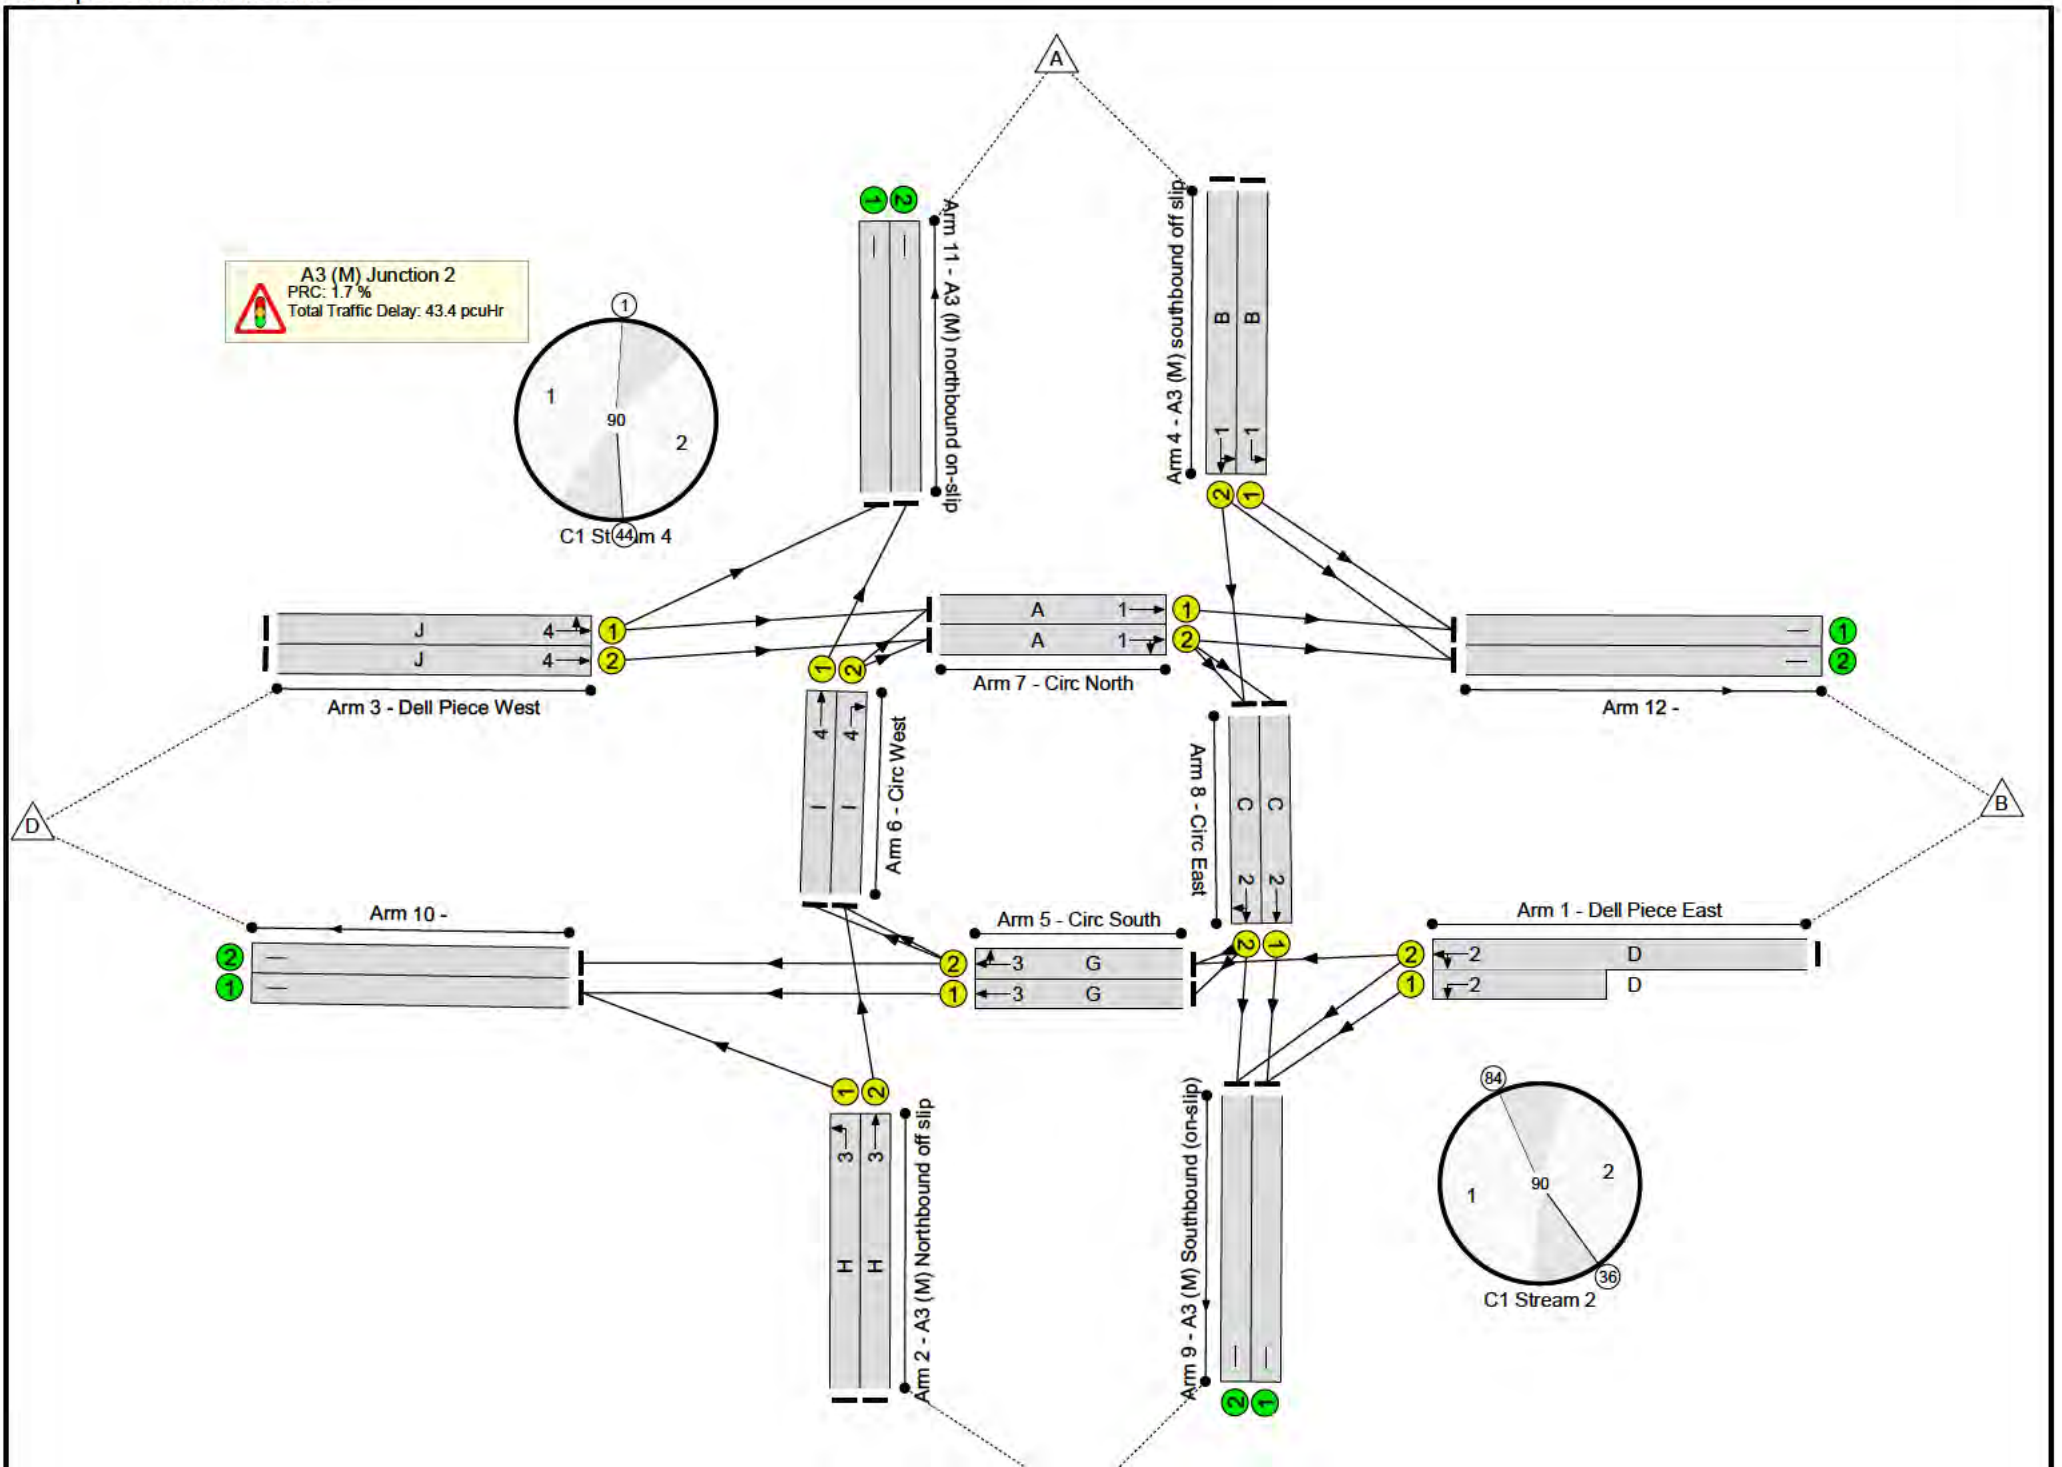 A
A3 (M) Junction 2
PRC: 1.7 %
Total Traffic Delay: 43.4 pcuHr
1
1
90
2
44
C1 Stream 4
1 2
Arm 11 - A3 (M) northbound on-slip
Arm 4 - A3 (M) southbound off slip
B B
1 1
2 1
J 4 1
J 4 2
Arm 3 - Dell Piece West
1 2
4 4
I I
Arm 6 - Circ West
A 1 1
A 1 2
Arm 7 - Circ North
1
2
Arm 12 -
Arm 8 - Circ East
C C
2 2
2 1
D
B
Arm 10 -
2
1
Arm 5 - Circ South
2 3 G
1 3 G
Arm 1 - Dell Piece East
2 2 D
1 2 D
1 2
3 3
H H
Arm 2 - A3 (M) Northbound off slip
Arm 9 - A3 (M) Southbound (on-slip)
2 1
84
90
2
1
36
C1 Stream 2